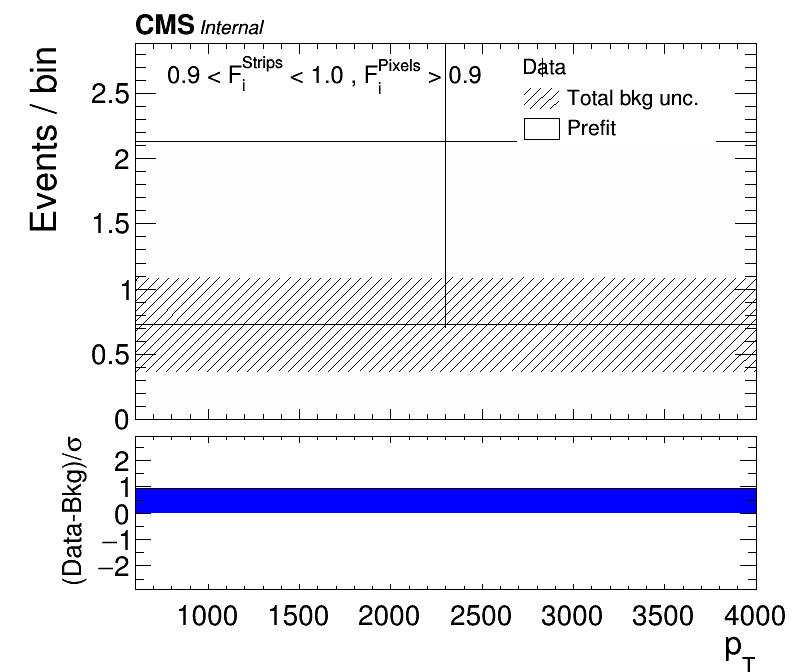 CMS Internal
0.9 < F_i^Strips < 1.0 , F_i^Pixels > 0.9
Data
Total bkg unc.
Prefit
Events / bin
2.5
2
1.5
1
0.5
0
(Data-Bkg)/σ
2
1
0
−1
−2
1000 1500 2000 2500 3000 3500 4000
p_T